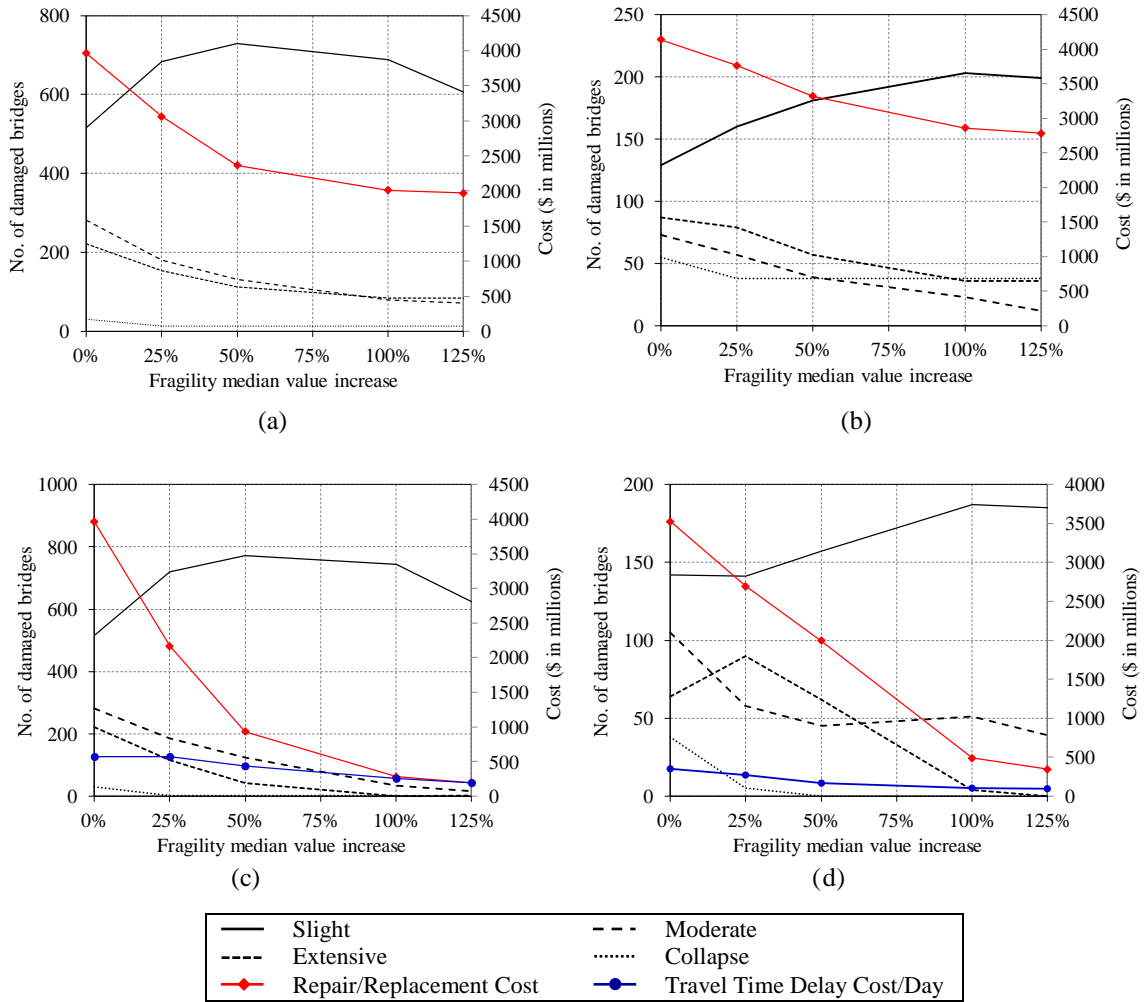 800
600
400
200
0
No. of damaged bridges
4500
4000
3500
3000
2500
2000
1500
1000
500
0
Cost ($ in millions)
0% 25% 50% 75% 100% 125%
Fragility median value increase
(a)
250
200
150
100
50
0
No. of damaged bridges
4500
4000
3500
3000
2500
2000
1500
1000
500
0
Cost ($ in millions)
0% 25% 50% 75% 100% 125%
Fragility median value increase
(b)
1000
800
600
400
200
0
No. of damaged bridges
4500
4000
3500
3000
2500
2000
1500
1000
500
0
Cost ($ in millions)
0% 25% 50% 75% 100% 125%
Fragility median value increase
(c)
200
150
100
50
0
No. of damaged bridges
4000
3500
3000
2500
2000
1500
1000
500
0
Cost ($ in millions)
0% 25% 50% 75% 100% 125%
Fragility median value increase
(d)
Slight Moderate
Extensive Collapse
Repair/Replacement Cost Travel Time Delay Cost/Day